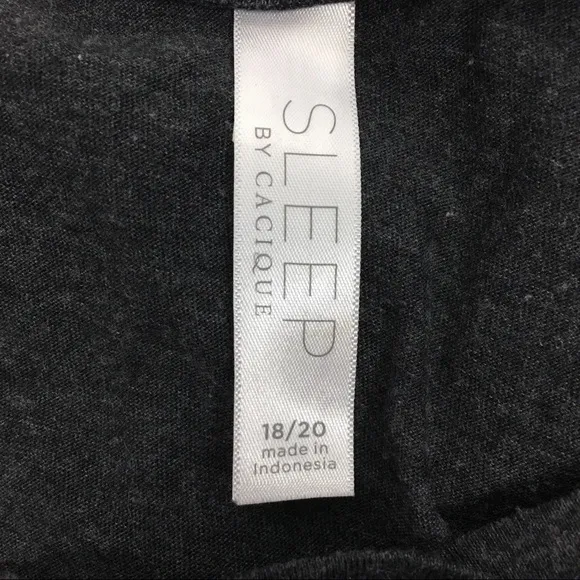 SLEEP
BY CACIQUE
18/20
made in
Indonesia